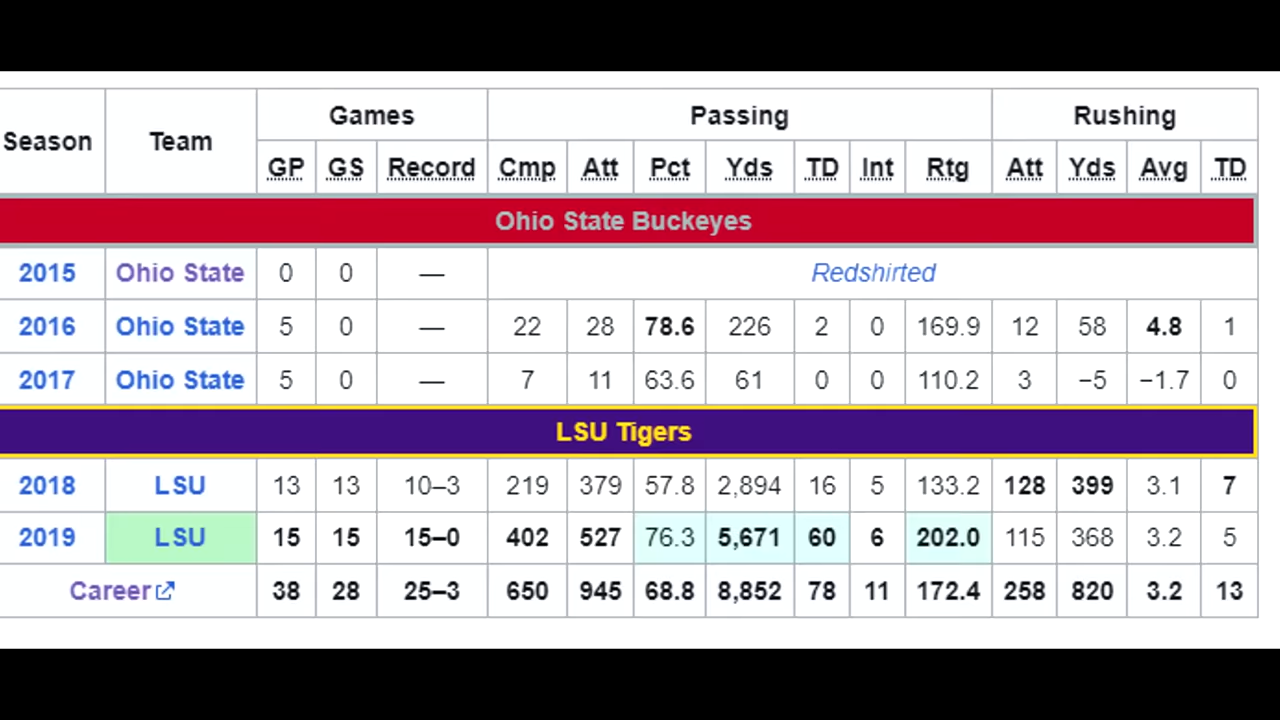 Season Team Games Passing Rushing
GP GS Record Cmp Att Pct Yds TD Int Rtg Att Yds Avg TD
Ohio State Buckeyes
2015 Ohio State 0 0 — Redshirted
2016 Ohio State 5 0 — 22 28 78.6 226 2 0 169.9 12 58 4.8 1
2017 Ohio State 5 0 — 7 11 63.6 61 0 0 110.2 3 −5 −1.7 0
LSU Tigers
2018 LSU 13 13 10–3 219 379 57.8 2,894 16 5 133.2 128 399 3.1 7
2019 LSU 15 15 15–0 402 527 76.3 5,671 60 6 202.0 115 368 3.2 5
Career 38 28 25–3 650 945 68.8 8,852 78 11 172.4 258 820 3.2 13